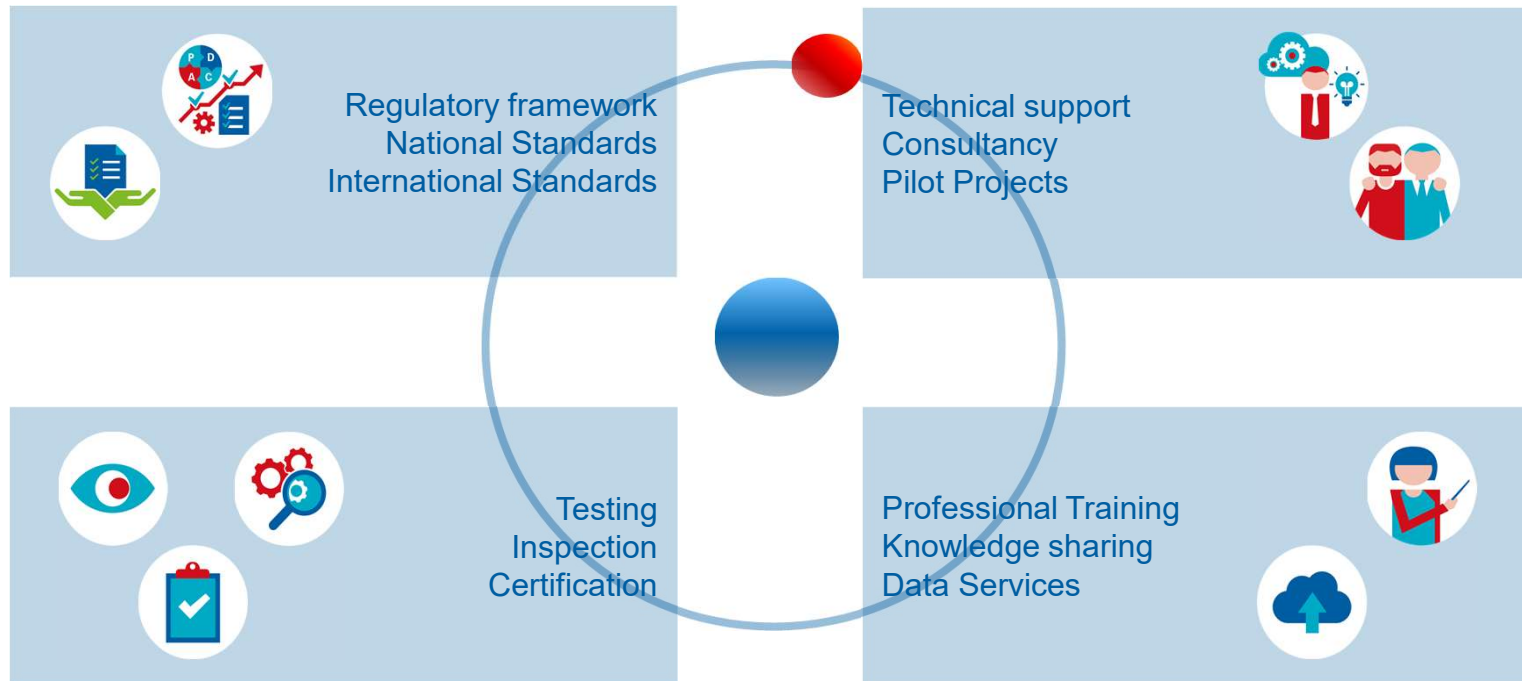 P D
A C
Regulatory framework
National Standards
International Standards
Technical support
Consultancy
Pilot Projects
Testing
Inspection
Certification
Professional Training
Knowledge sharing
Data Services